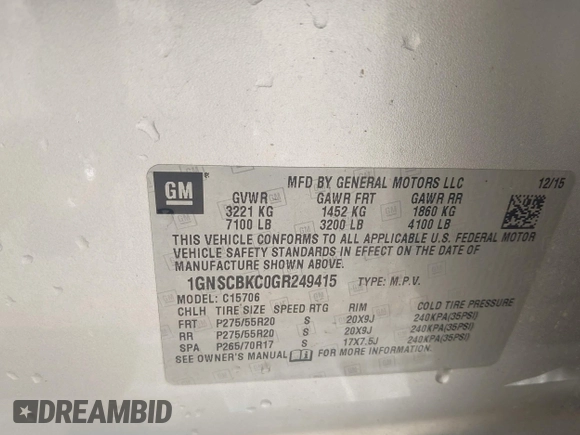 GM
MFD BY GENERAL MOTORS LLC 12/15
GVWR GAWR FRT GAWR RR
3221 KG 1452 KG 1860 KG
7100 LB 3200 LB 4100 LB
THIS VEHICLE CONFORMS TO ALL APPLICABLE U.S. FEDERAL MOTOR
VEHICLE SAFETY STANDARDS IN EFFECT ON THE DATE OF
MANUFACTURE SHOWN ABOVE.
1GNSCBKC0GR249415 TYPE: M.P.V.
MODEL: C15706
CHLH TIRE SIZE SPEED RTG RIM COLD TIRE PRESSURE
FRT P275/55R20 S 20X9J 240KPA(35PSI)
RR P275/55R20 S 20X9J 240KPA(35PSI)
SPA P265/70R17 S 17X7.5J 240KPA(35PSI)
SEE OWNER'S MANUAL FOR MORE INFORMATION.
DREAMBID